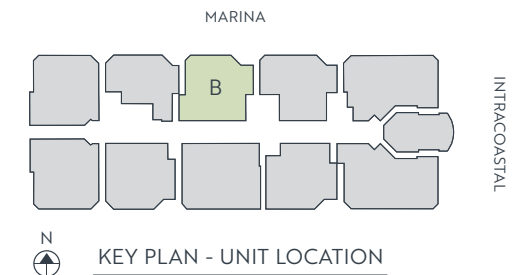 MARINA
B
INTRACOASTAL
N
KEY PLAN - UNIT LOCATION